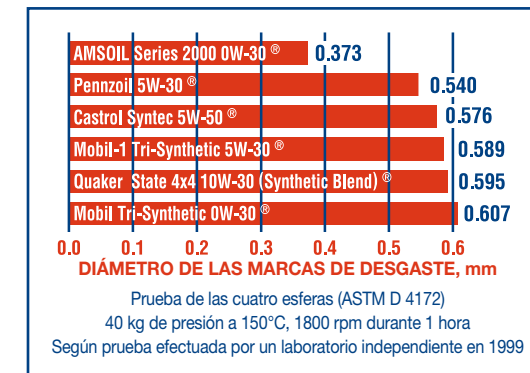 AMSOIL Series 2000 0W-30 ® 0.373
Pennzoil 5W-30 ® 0.540
Castrol Syntec 5W-50 ® 0.576
Mobil-1 Tri-Synthetic 5W-30 ® 0.589
Quaker State 4x4 10W-30 (Synthetic Blend) ® 0.595
Mobil Tri-Synthetic 0W-30 ® 0.607
0.0 0.1 0.2 0.3 0.4 0.5 0.6
DIÁMETRO DE LAS MARCAS DE DESGASTE, mm
Prueba de las cuatro esferas (ASTM D 4172)
40 kg de presión a 150°C, 1800 rpm durante 1 hora
Según prueba efectuada por un laboratorio independiente en 1999